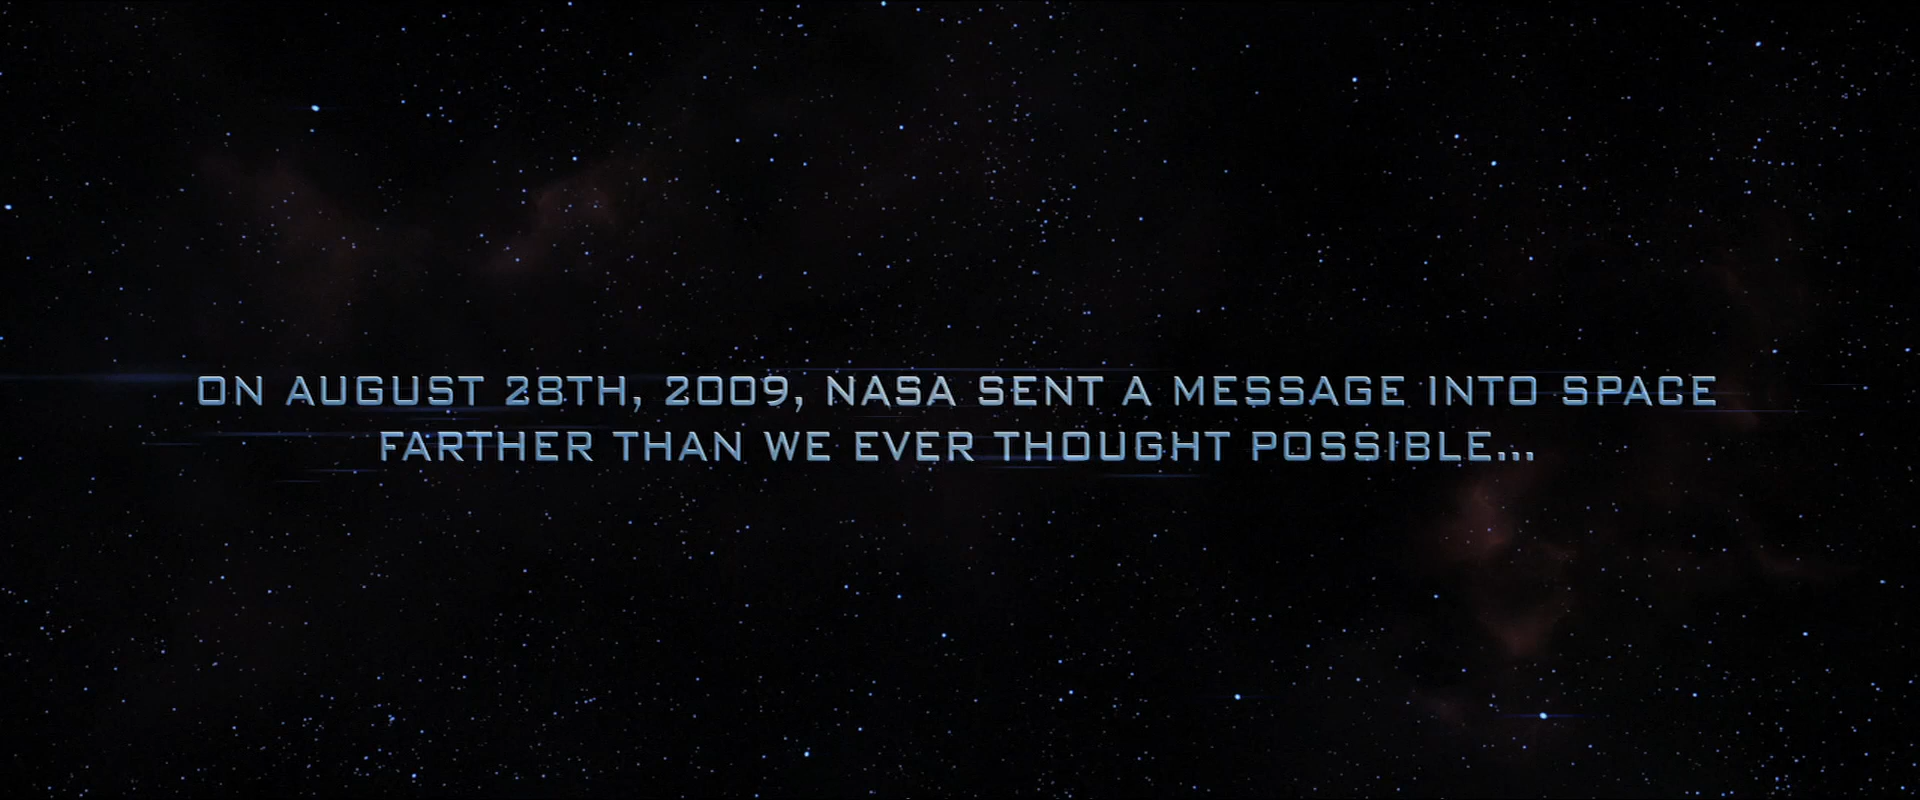 ON AUGUST 28TH, 2009, NASA SENT A MESSAGE INTO SPACE
FARTHER THAN WE EVER THOUGHT POSSIBLE...